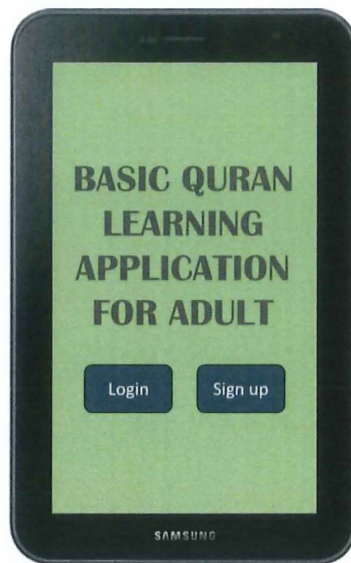 BASIC QURAN
LEARNING
APPLICATION
FOR ADULT
Login Sign up
SAMSUNG